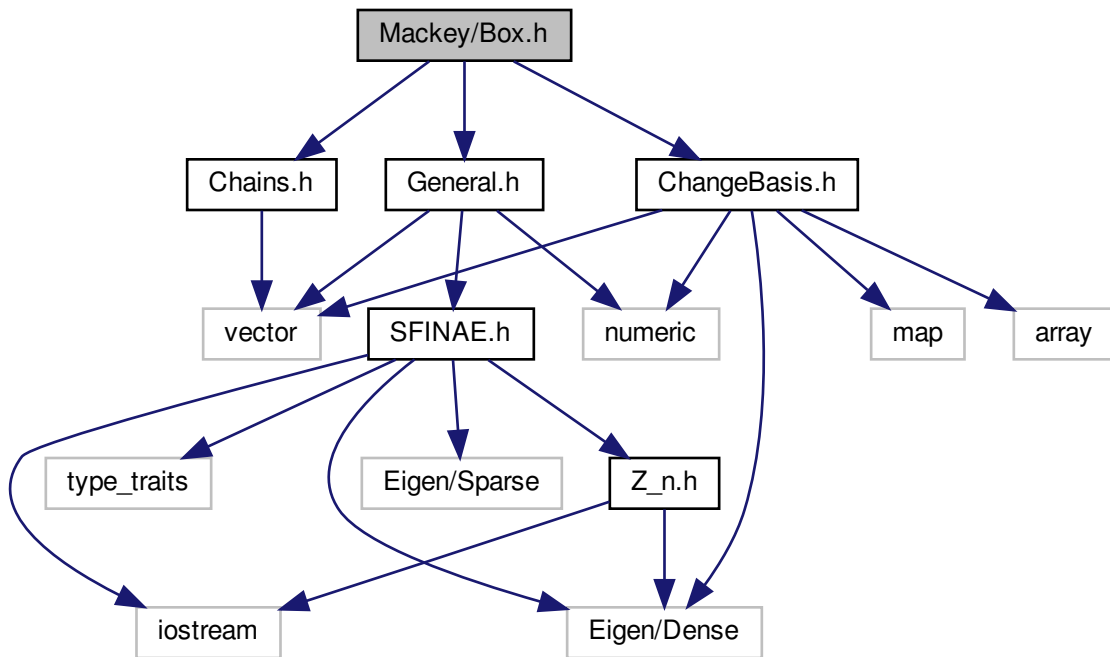 Mackey/Box.h
Chains.h
General.h
ChangeBasis.h
vector
SFINAE.h
numeric
map
array
type_traits
Eigen/Sparse
Z_n.h
iostream
Eigen/Dense